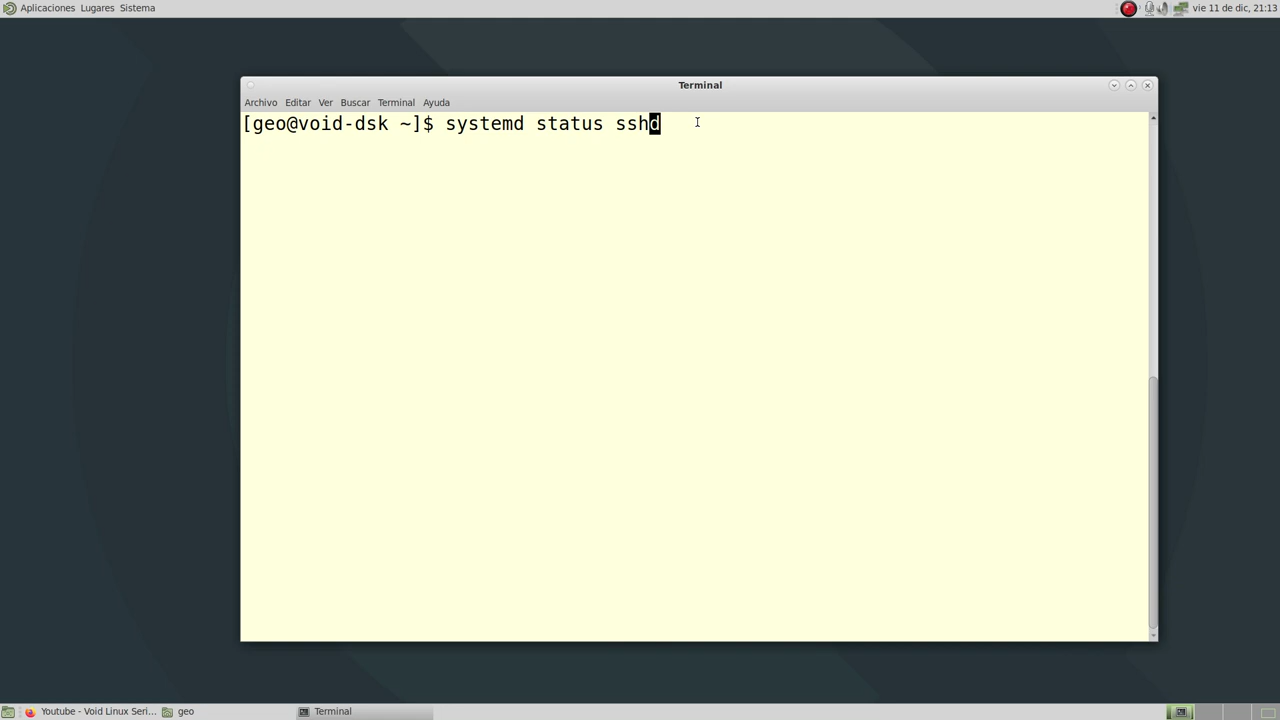 Aplicaciones Lugares Sistema
vie 11 de dic, 21:13
Terminal
Archivo Editar Ver Buscar Terminal Ayuda
[geo@void-dsk ~]$ systemd status sshd
Youtube - Void Linux Seri...
geo
Terminal